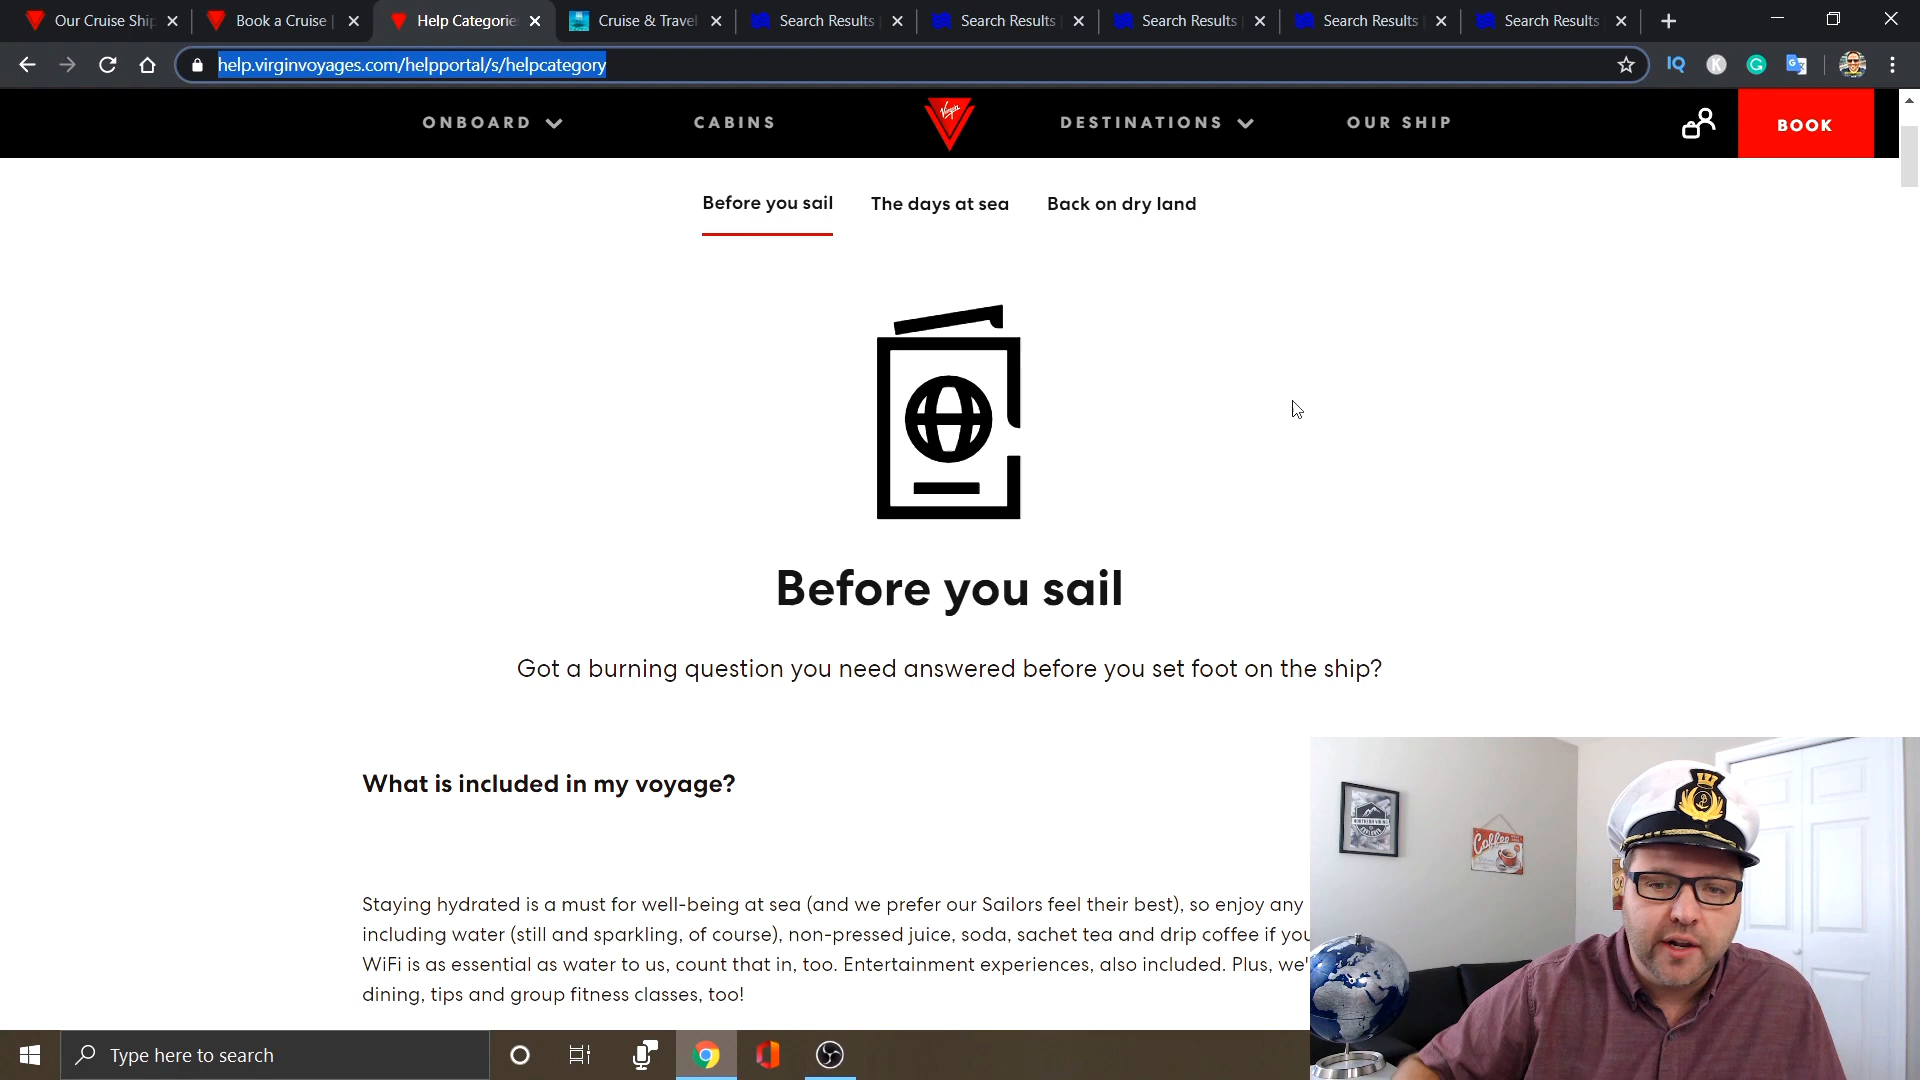 Our Cruise Ship
Book a Cruise |
Help Categorie
Cruise & Travel
Search Results |
Search Results |
Search Results |
Search Results |
Search Results |
help.virginvoyages.com/helpportal/s/helpcategory
IQ
K
G
ONBOARD
CABINS
Virgin
DESTINATIONS
OUR SHIP
BOOK
Before you sail
The days at sea
Back on dry land
Before you sail
Got a burning question you need answered before you set foot on the ship?
What is included in my voyage?
Staying hydrated is a must for well-being at sea (and we prefer our Sailors feel their best), so enjoy any
including water (still and sparkling, of course), non-pressed juice, soda, sachet tea and drip coffee if you
WiFi is as essential as water to us, count that in, too. Entertainment experiences, also included. Plus, we'
dining, tips and group fitness classes, too!
NORTHERN VIKING
EXPLORER
Coffee
Type here to search